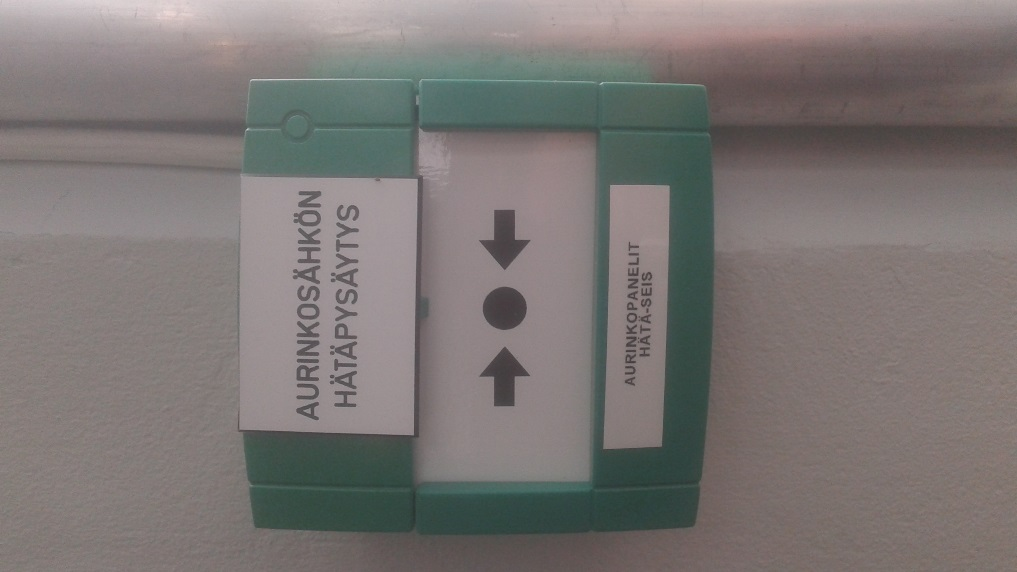 AURINKOSÄHKÖN
HÄTÄPYSÄYTYS
AURINKOPANELIT
HÄTÄ-SEIS